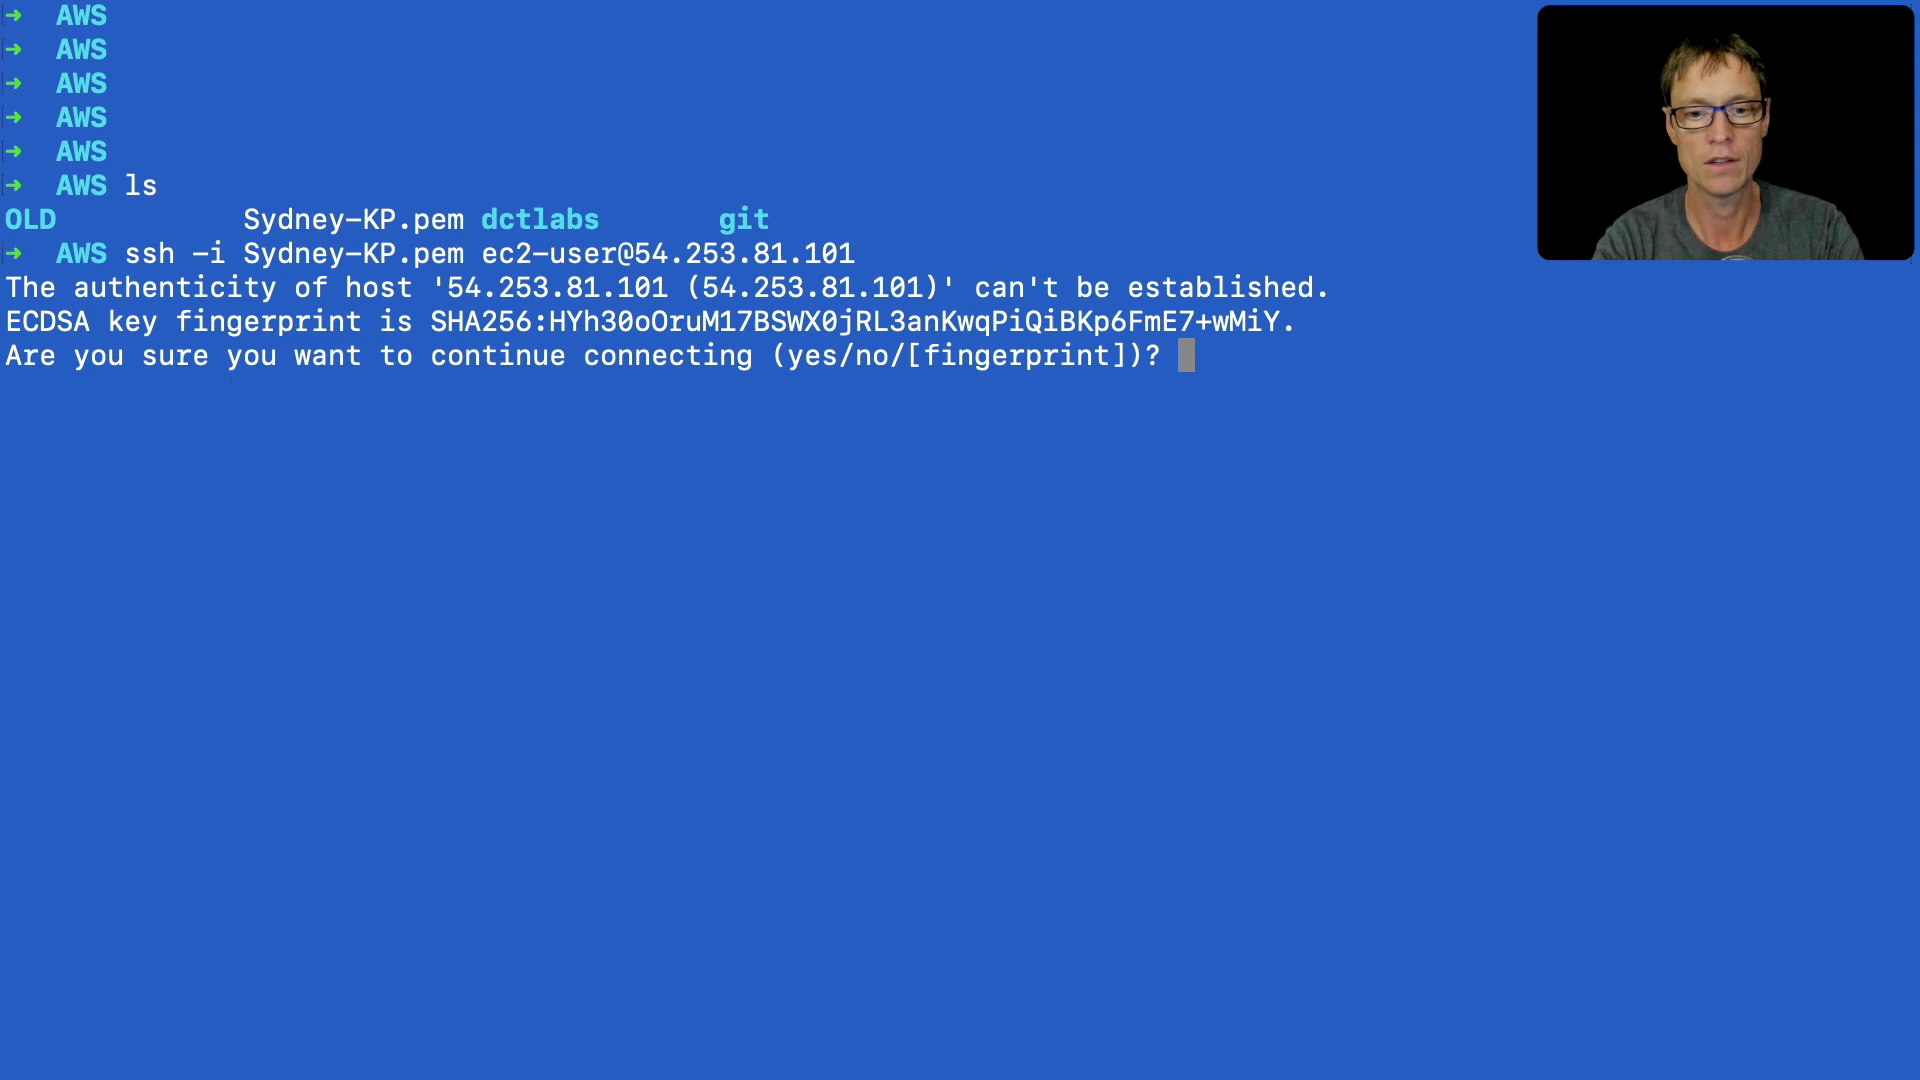 ➜ AWS
➜ AWS
➜ AWS
➜ AWS
➜ AWS
➜ AWS ls
OLD Sydney-KP.pem dctlabs git
➜ AWS ssh -i Sydney-KP.pem ec2-user@54.253.81.101
The authenticity of host '54.253.81.101 (54.253.81.101)' can't be established.
ECDSA key fingerprint is SHA256:HYh30oOruM17BSWX0jRL3anKwqPiQiBKp6FmE7+wMiY.
Are you sure you want to continue connecting (yes/no/[fingerprint])?